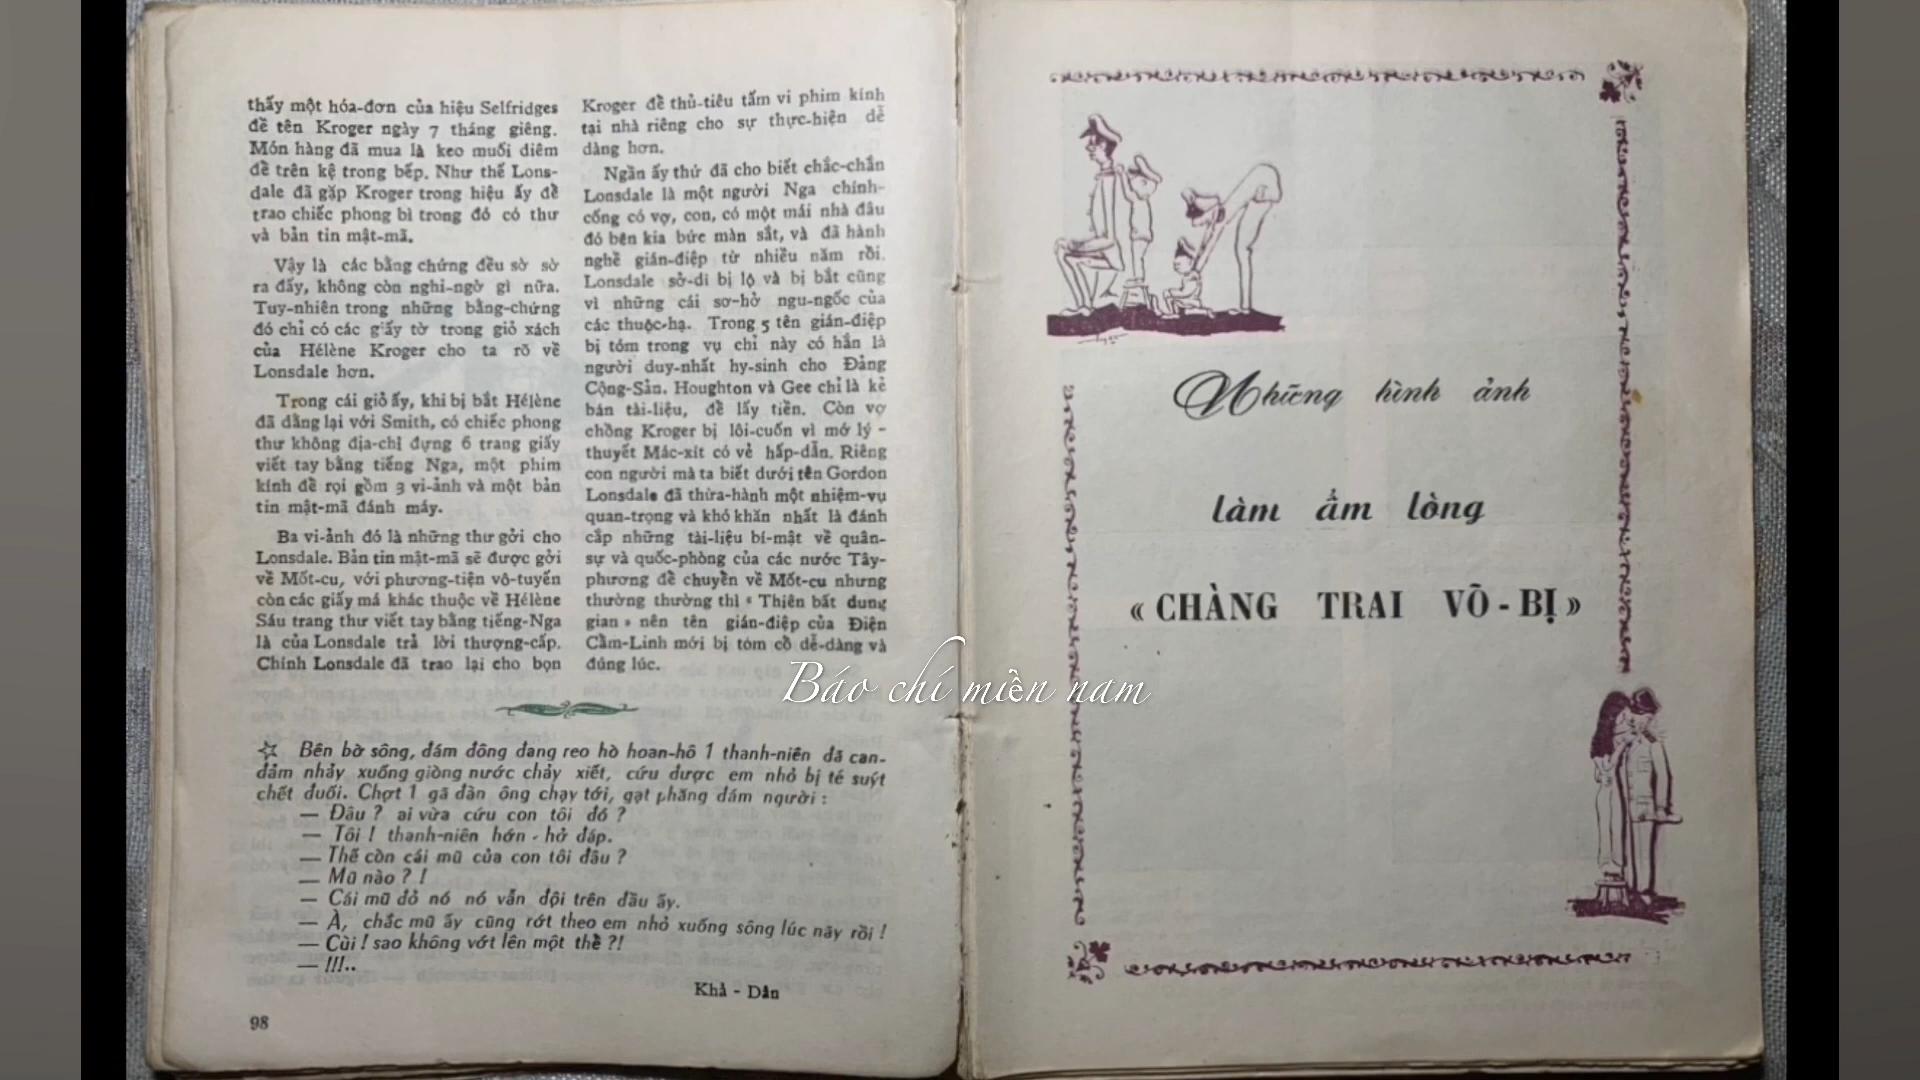 thấy một hóa-đơn của hiệu Selfridges
đề tên Kroger ngày 7 tháng giêng.
Món hàng đã mua là keo muối diêm
đề trên kệ trong bếp. Như thế Lons-
dale đã gặp Kroger trong hiệu ấy đề
trao chiếc phong bì trong đó có thư
và bản tin mật-mã.
Vậy là các bằng chứng đều sờ sờ
ra đấy, không còn nghi-ngờ gì nữa.
Tuy-nhiên trong những bằng-chứng
đó chỉ có các giấy tờ trong giỏ xách
của Hélène Kroger cho ta rõ về
Lonsdale hơn.
Trong cái giỏ ấy, khi bị bắt Hélène
đã dằng lại với Smith, có chiếc phong
thư không địa-chỉ đựng 6 trang giấy
viết tay bằng tiếng Nga, một phim
kính đề rọi gồm 3 vi-ảnh và một bản
tin mật-mã đánh máy.
Ba vi-ảnh đó là những thư gởi cho
Lonsdale. Bản tin mật-mã sẽ được gởi
về Mốt-cu, với phương-tiện vô-tuyến
còn các giấy má khác thuộc về Hélène
Sáu trang thư viết tay bằng tiếng-Nga
là của Lonsdale trả lời thượng-cấp.
Chính Lonsdale đã trao lại cho bọn
Kroger đề thủ-tiêu tấm vi phim kính
tại nhà riêng cho sự thực-hiện dễ
dàng hơn.
Ngần ấy thứ đã cho biết chắc-chắn
Lonsdale là một người Nga chính-
cống có vợ, con, có một mái nhà đâu
đó bên kia bức màn sắt, và đã hành
nghề gián-điệp từ nhiều năm rồi.
Lonsdale sở-dĩ bị lộ và bị bắt cũng
vì những cái sơ-hở ngu-ngốc của
các thuộc-hạ. Trong 5 tên gián-điệp
bị tóm trong vụ chỉ này có hắn là
người duy-nhất hy-sinh cho Đảng
Cộng-Sản. Houghton và Gee chỉ là kẻ
bán tài-liệu, đề lấy tiền. Còn vợ
chồng Kroger bị lôi-cuốn vì mớ lý -
thuyết Mác-xít có vẻ hấp-dẫn. Riêng
con người mà ta biết dưới tên Gordon
Lonsdale đã thừa-hành một nhiệm-vụ
quan-trọng và khó khăn nhất là đánh
cắp những tài-liệu bí-mật về quân-
sự và quốc-phòng của các nước Tây-
phương đề chuyền về Mốt-cu nhưng
thường thường thì « Thiên bất dung
gian » nên tên gián-điệp của Điện
Cầm-Linh mới bị tóm cồ dễ-dàng và
đúng lúc.
☆ Bên bờ sông, đám đông đang reo hò hoan-hô 1 thanh-niên đã can-
đảm nhảy xuống giòng nước chảy xiết, cứu được em nhỏ bị té suýt
chết đuối. Chợt 1 gã đàn ông chạy tới, gạt phăng đám người :
— Đâu ? ai vừa cứu con tôi đó ?
— Tôi ! thanh-niên hớn - hở đáp.
— Thế còn cái mũ của con tôi đâu ?
— Mũ nào ? !
— Cái mũ đỏ nó nó vẫn đội trên đầu ấy.
— À, chắc mũ ấy cũng rớt theo em nhỏ xuống sông lúc nãy rồi !
— Cùi ! sao không vớt lên một thề ?!
— !!!..
Khả - Dân
98
Những hình ảnh
làm ấm lòng
« CHÀNG TRAI VÕ - BỊ »
Báo chí miền nam